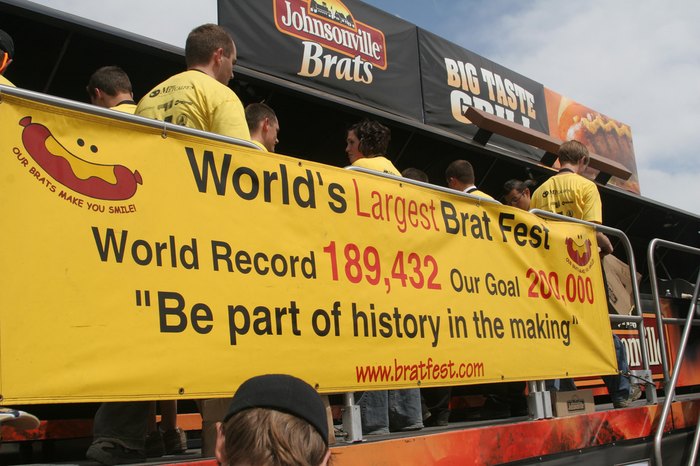 Johnsonville
Brats
BIG TASTE
GRILL
OUR BRATS MAKE YOU SMILE!
World's Largest Brat Fest
World Record 189,432 Our Goal 200,000
"Be part of history in the making"
www.bratfest.com